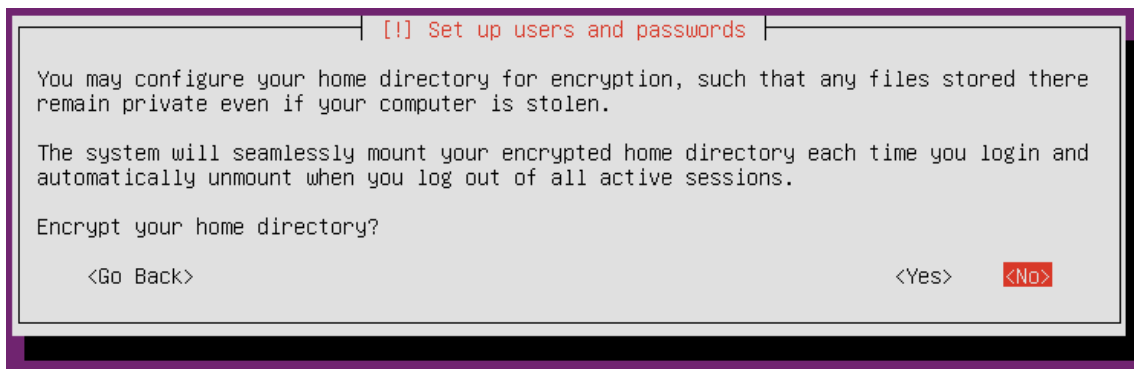 [!] Set up users and passwords
You may configure your home directory for encryption, such that any files stored there
remain private even if your computer is stolen.
The system will seamlessly mount your encrypted home directory each time you login and
automatically unmount when you log out of all active sessions.
Encrypt your home directory?
<Go Back> <Yes> <No>